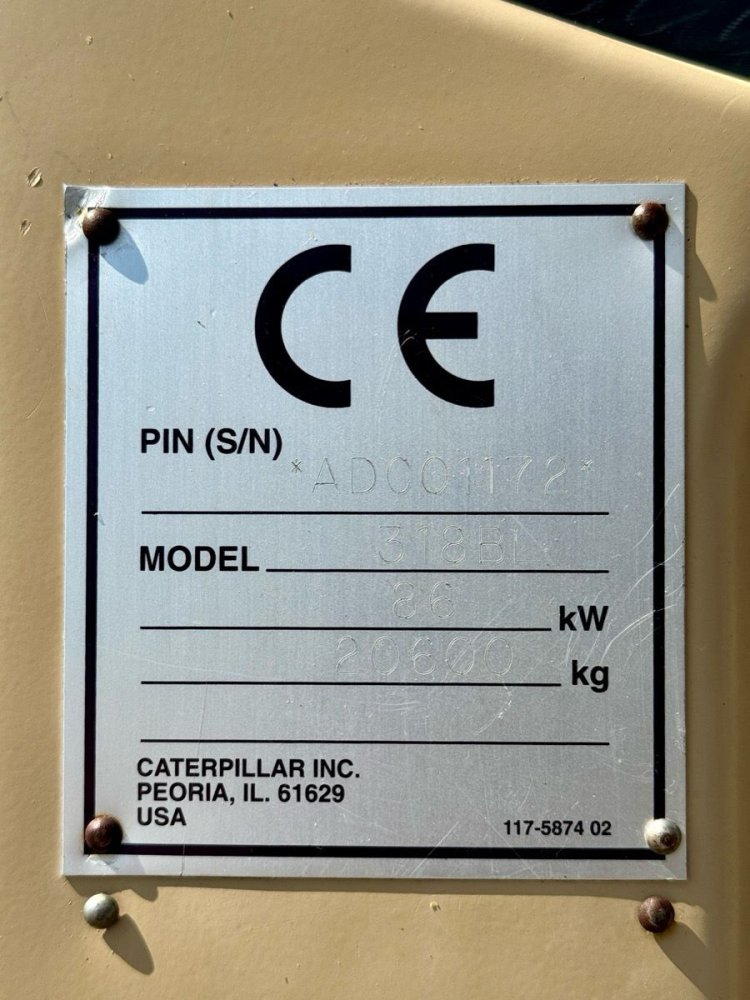 CE
PIN (S/N)
*ADC01172*
MODEL 318BL
86 kW
20600 kg
CATERPILLAR INC.
PEORIA, IL. 61629
USA
117-5874 02